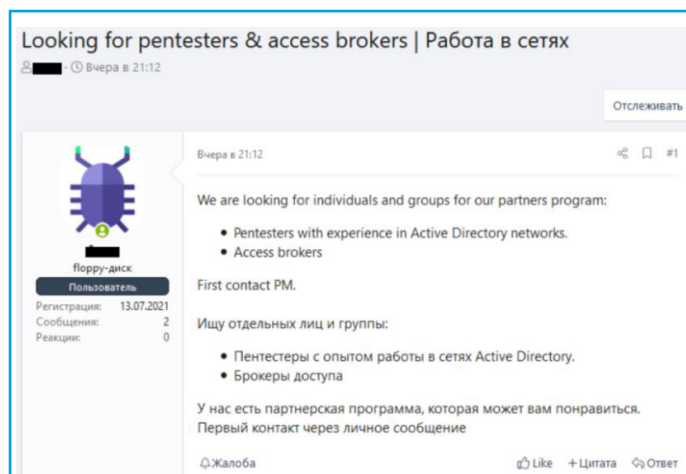 Looking for pentesters & access brokers | Работа в сетях
· Вчера в 21:12
Отслеживать
Вчера в 21:12
#1
We are looking for individuals and groups for our partners program:
• Pentesters with experience in Active Directory networks.
• Access brokers
floppy-диск
Пользователь
First contact PM.
Регистрация: 13.07.2021
Сообщения: 2
Реакции: 0
Ищу отдельных лиц и группы:
• Пентестеры с опытом работы в сетях Active Directory.
• Брокеры доступа
У нас есть партнерская программа, которая может вам понравиться.
Первый контакт через личное сообщение
Жалоба
Like +Цитата Ответ